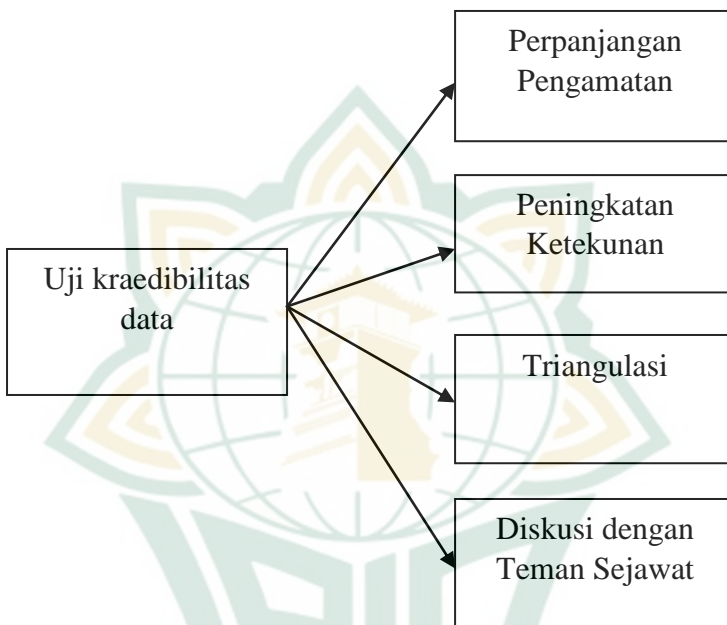 Perpanjangan
Pengamatan
Peningkatan
Ketekunan
Uji kraedibilitas
data
Triangulasi
Diskusi dengan
Teman Sejawat